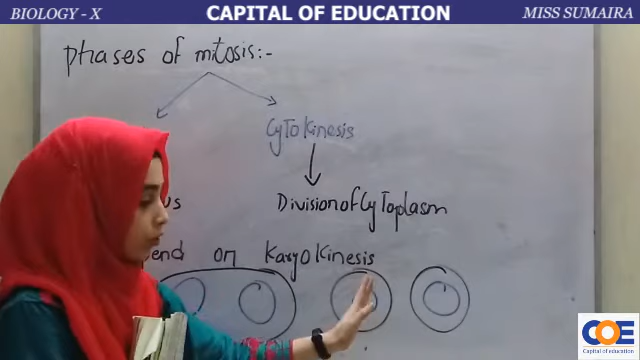 BIOLOGY - X
CAPITAL OF EDUCATION
MISS SUMAIRA
Phases of mitosis:-
CyTokinesis
Division of CyToplasm
on Karyokinesis
COE
Capital of education